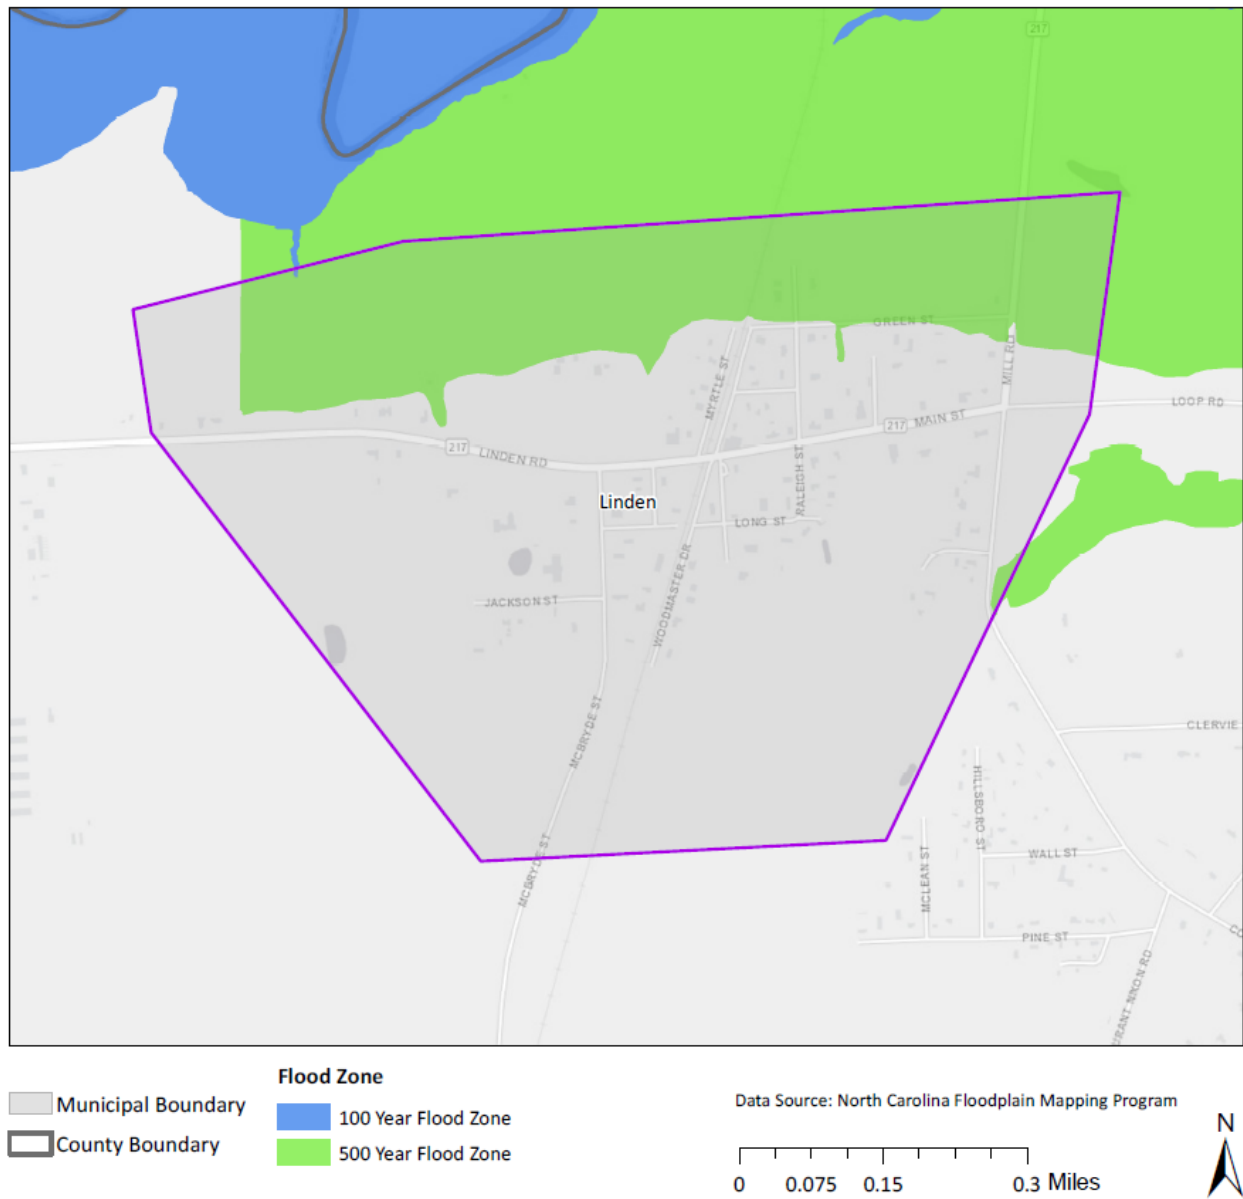 217
GREEN ST
MYRTLE ST
MILL RD
LOOP RD
217
MAIN ST
217
LINDEN RD
RALEIGH ST
Linden
LONG ST
WOODMASTER DR
JACKSON ST
MCBRYDE ST
CLERVIE
HILLSBORO ST
MCBRYDE ST
MCLEAN ST
WALL ST
PINE ST
CO
GRANT NIXON RD
Flood Zone
Municipal Boundary
County Boundary
100 Year Flood Zone
500 Year Flood Zone
Data Source: North Carolina Floodplain Mapping Program
N
0 0.075 0.15 0.3 Miles